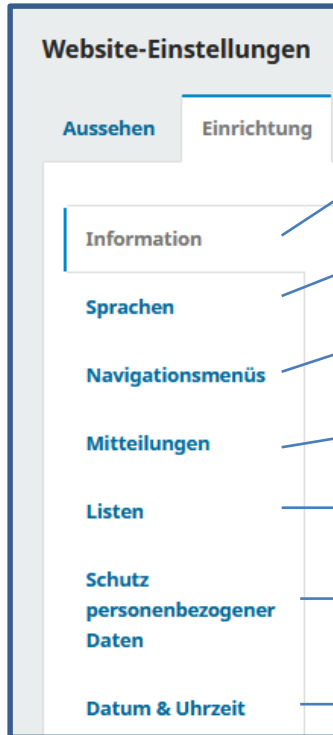 Website-Einstellungen
Aussehen Einrichtung
Information
Sprachen
Navigationsmenüs
Mitteilungen
Listen
Schutz
personenbezogener
Daten
Datum & Uhrzeit